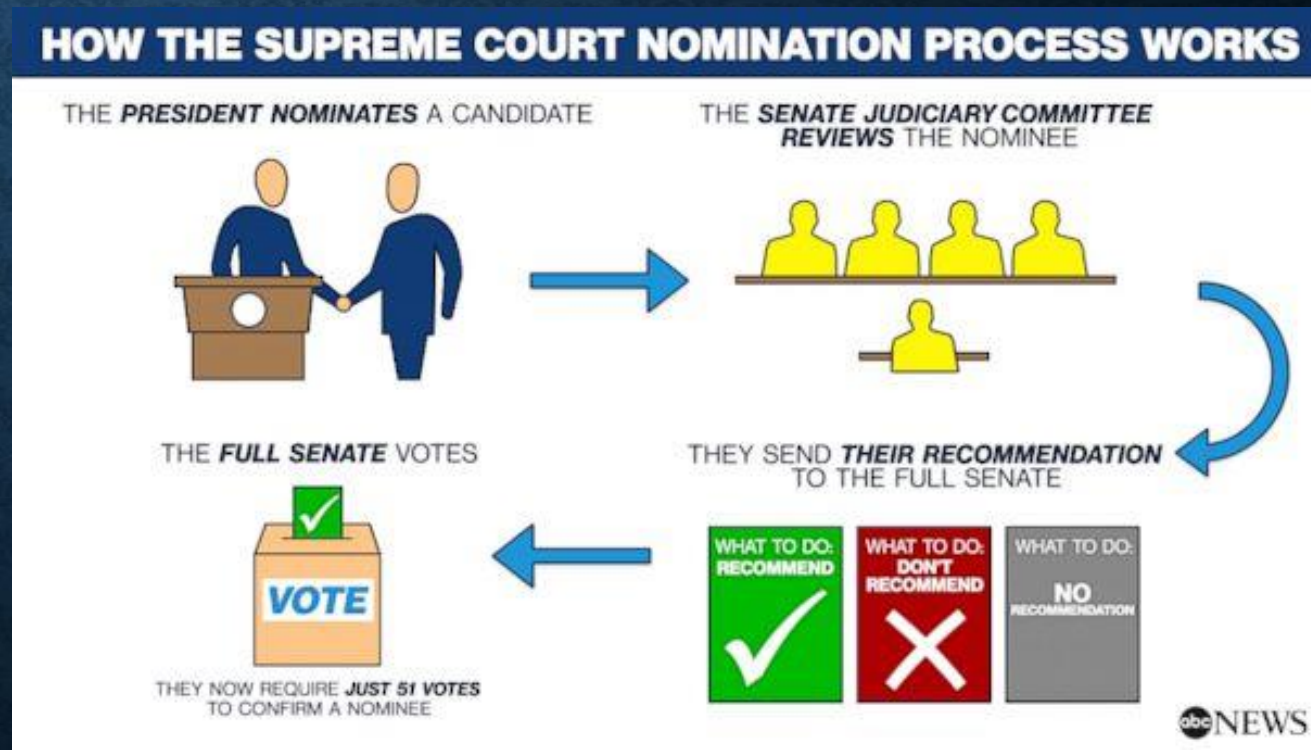 HOW THE SUPREME COURT NOMINATION PROCESS WORKS
THE PRESIDENT NOMINATES A CANDIDATE
THE SENATE JUDICIARY COMMITTEE
REVIEWS THE NOMINEE
THEY SEND THEIR RECOMMENDATION
TO THE FULL SENATE
WHAT TO DO:
RECOMMEND
WHAT TO DO:
DON'T
RECOMMEND
WHAT TO DO:
NO
RECOMMENDATION
THE FULL SENATE VOTES
VOTE
THEY NOW REQUIRE JUST 51 VOTES
TO CONFIRM A NOMINEE
abc NEWS